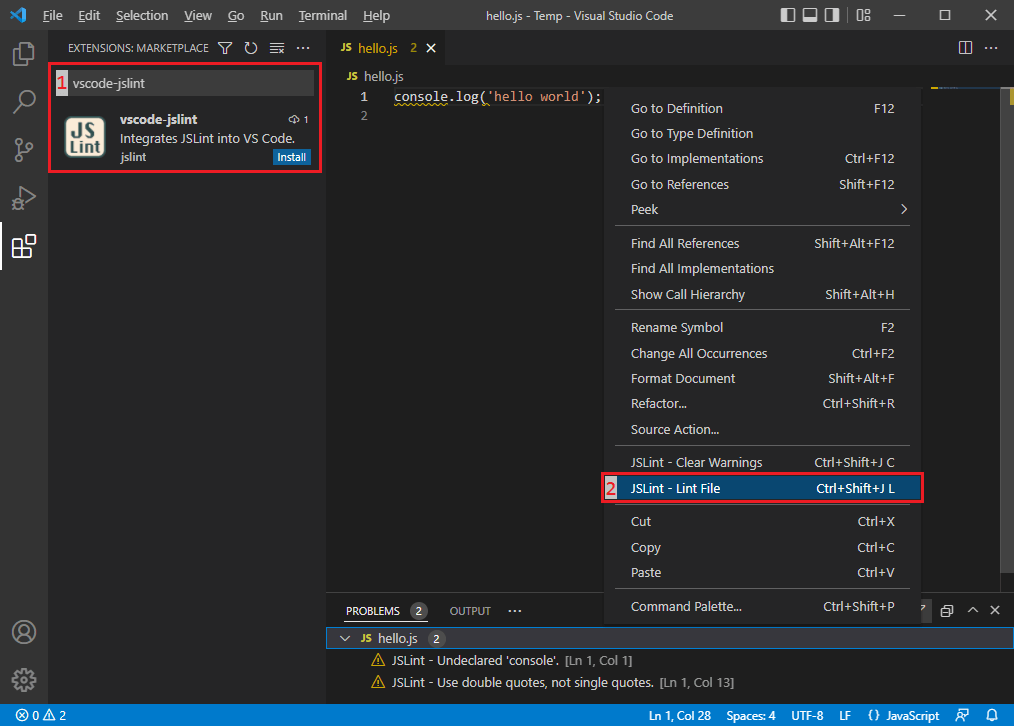 File Edit Selection View Go Run Terminal Help hello.js - Temp - Visual Studio Code
EXTENSIONS: MARKETPLACE
1 vscode-jslint
JS Lint
vscode-jslint 1
Integrates JSLint into VS Code.
jslint Install
JS hello.js 2
JS hello.js
1 console.log('hello world');
2
Go to Definition F12
Go to Type Definition
Go to Implementations Ctrl+F12
Go to References Shift+F12
Peek
Find All References Shift+Alt+F12
Find All Implementations
Show Call Hierarchy Shift+Alt+H
Rename Symbol F2
Change All Occurrences Ctrl+F2
Format Document Shift+Alt+F
Refactor... Ctrl+Shift+R
Source Action...
JSLint - Clear Warnings Ctrl+Shift+J C
2 JSLint - Lint File Ctrl+Shift+J L
Cut Ctrl+X
Copy Ctrl+C
Paste Ctrl+V
Command Palette... Ctrl+Shift+P
PROBLEMS 2 OUTPUT
JS hello.js 2
JSLint - Undeclared 'console'. [Ln 1, Col 1]
JSLint - Use double quotes, not single quotes. [Ln 1, Col 13]
0 2 Ln 1, Col 28 Spaces: 4 UTF-8 LF {} JavaScript